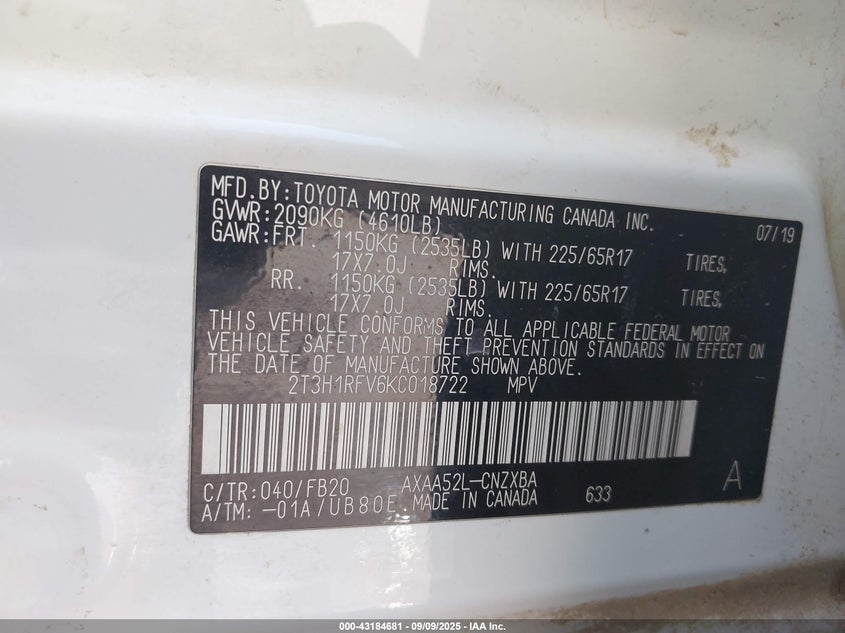 MFD.BY:TOYOTA MOTOR MANUFACTURING CANADA INC.
GVWR:2090KG (4610LB) 07/19
GAWR:FRT. 1150KG (2535LB) WITH 225/65R17 TIRES,
17X7.0J RIMS.
RR. 1150KG (2535LB) WITH 225/65R17 TIRES,
17X7.0J RIMS.
THIS VEHICLE CONFORMS TO ALL APPLICABLE FEDERAL MOTOR
VEHICLE SAFETY AND THEFT PREVENTION STANDARDS IN EFFECT ON
THE DATE OF MANUFACTURE SHOWN ABOVE.
2T3H1RFV6KC018722 MPV
C/TR:040/FB20 AXAA52L-CNZXBA 633 A
A/TM:-01A/UB80E MADE IN CANADA
000-43184681 - 09/09/2025 - IAA Inc.